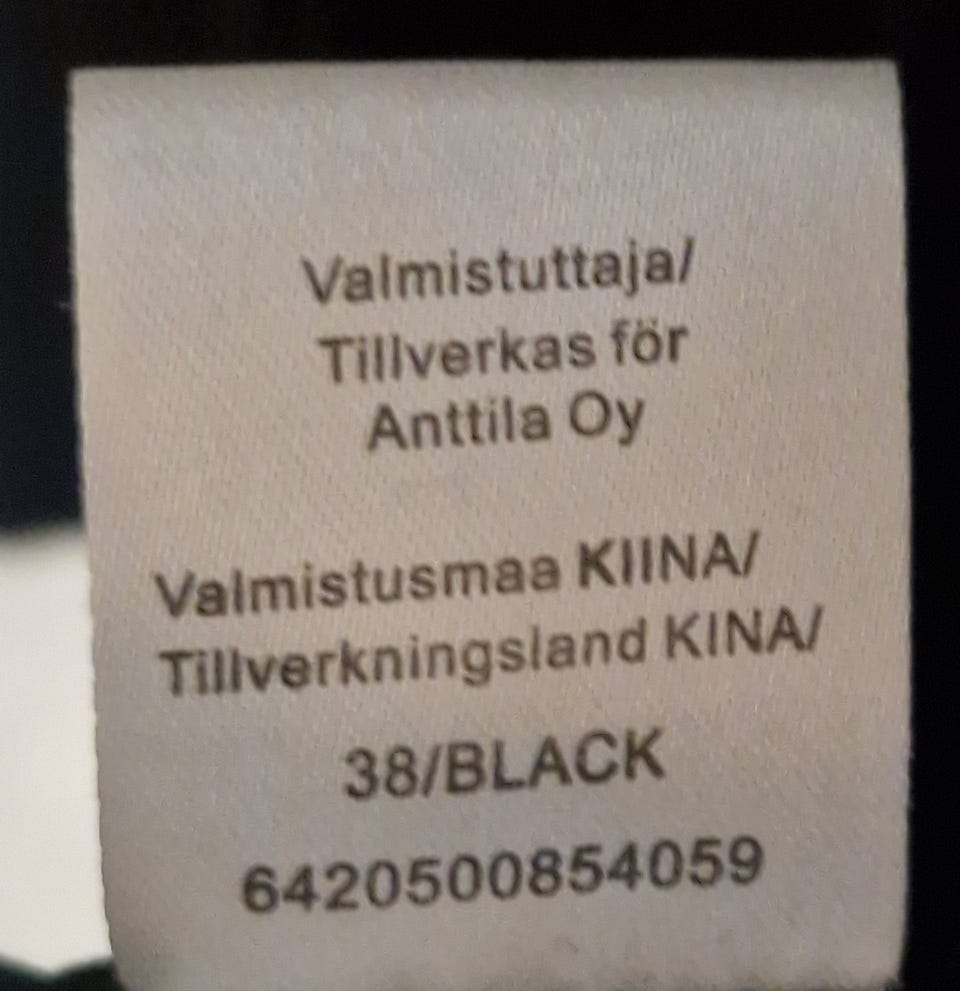 Valmistuttaja/
Tillverkas för
Anttila Oy
Valmistusmaa KIINA/
Tillverkningsland KINA/
38/BLACK
6420500854059